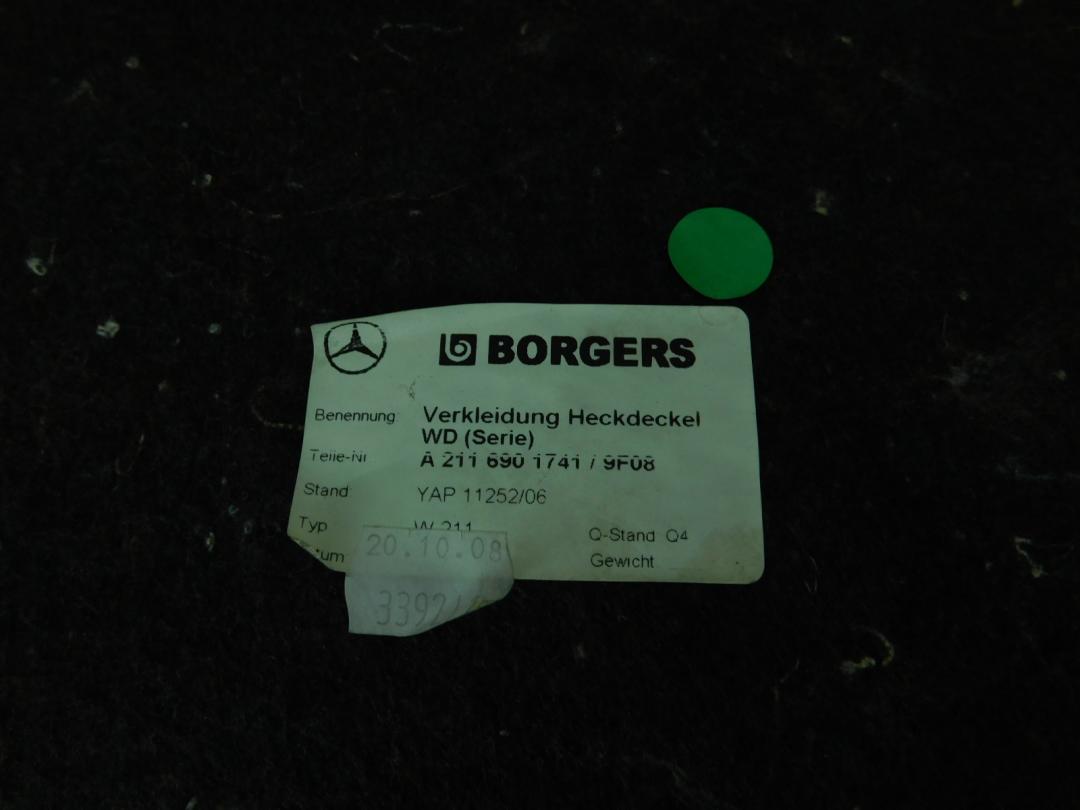 BORGERS
Benennung: Verkleidung Heckdeckel
WD (Serie)
Teile-Nr A 211 690 1741 / 9F08
Stand: YAP 11252/06
Typ W 211
Q-Stand Q4
20.10.08
Gewicht